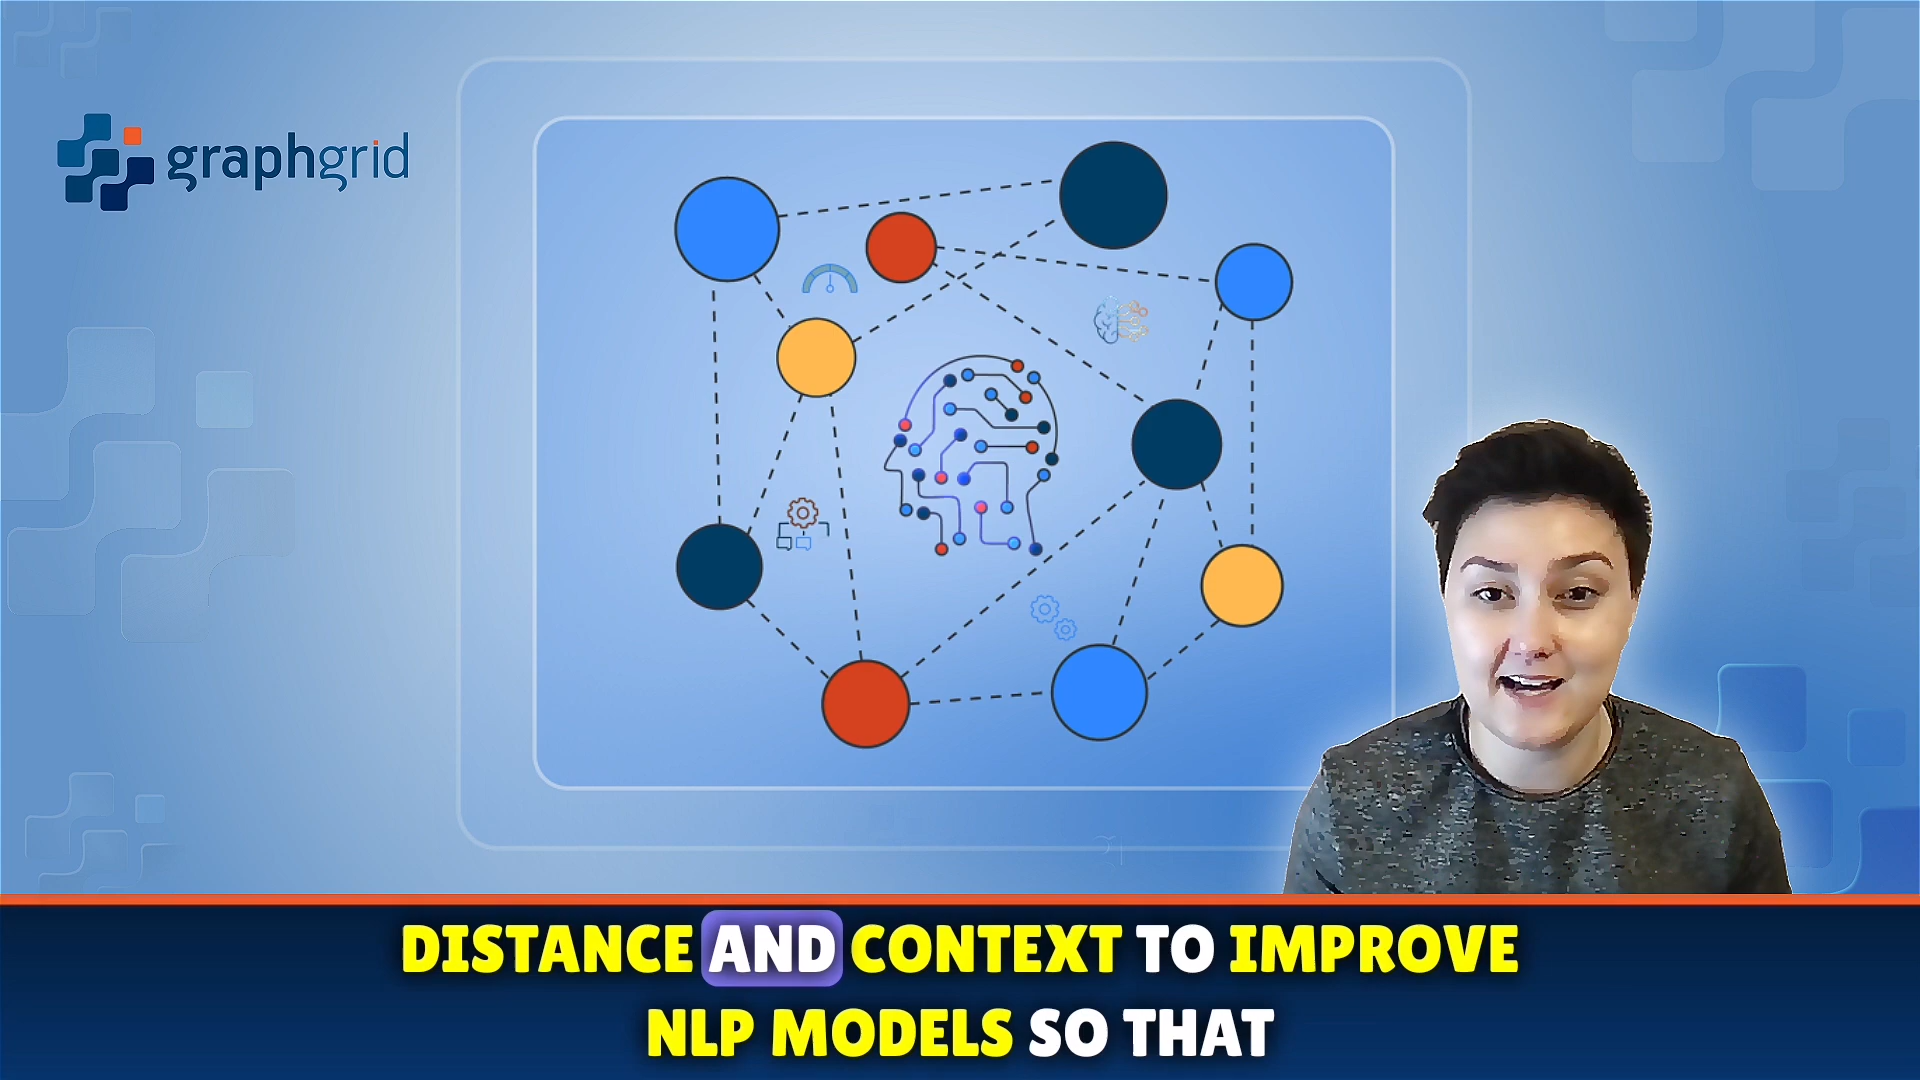 graphgrid
DISTANCE AND CONTEXT TO IMPROVE
NLP MODELS SO THAT